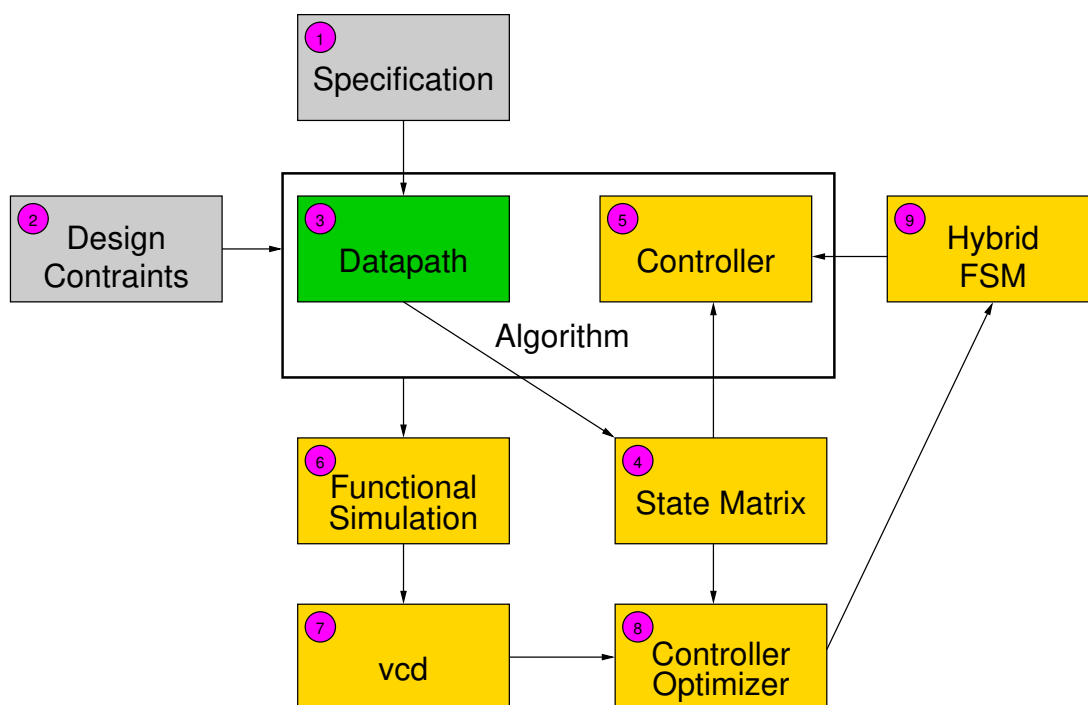 1
Specification
2
Design
Contraints
3
Datapath
5
Controller
9
Hybrid
FSM
Algorithm
6
Functional
Simulation
4
State Matrix
7
vcd
8
Controller
Optimizer